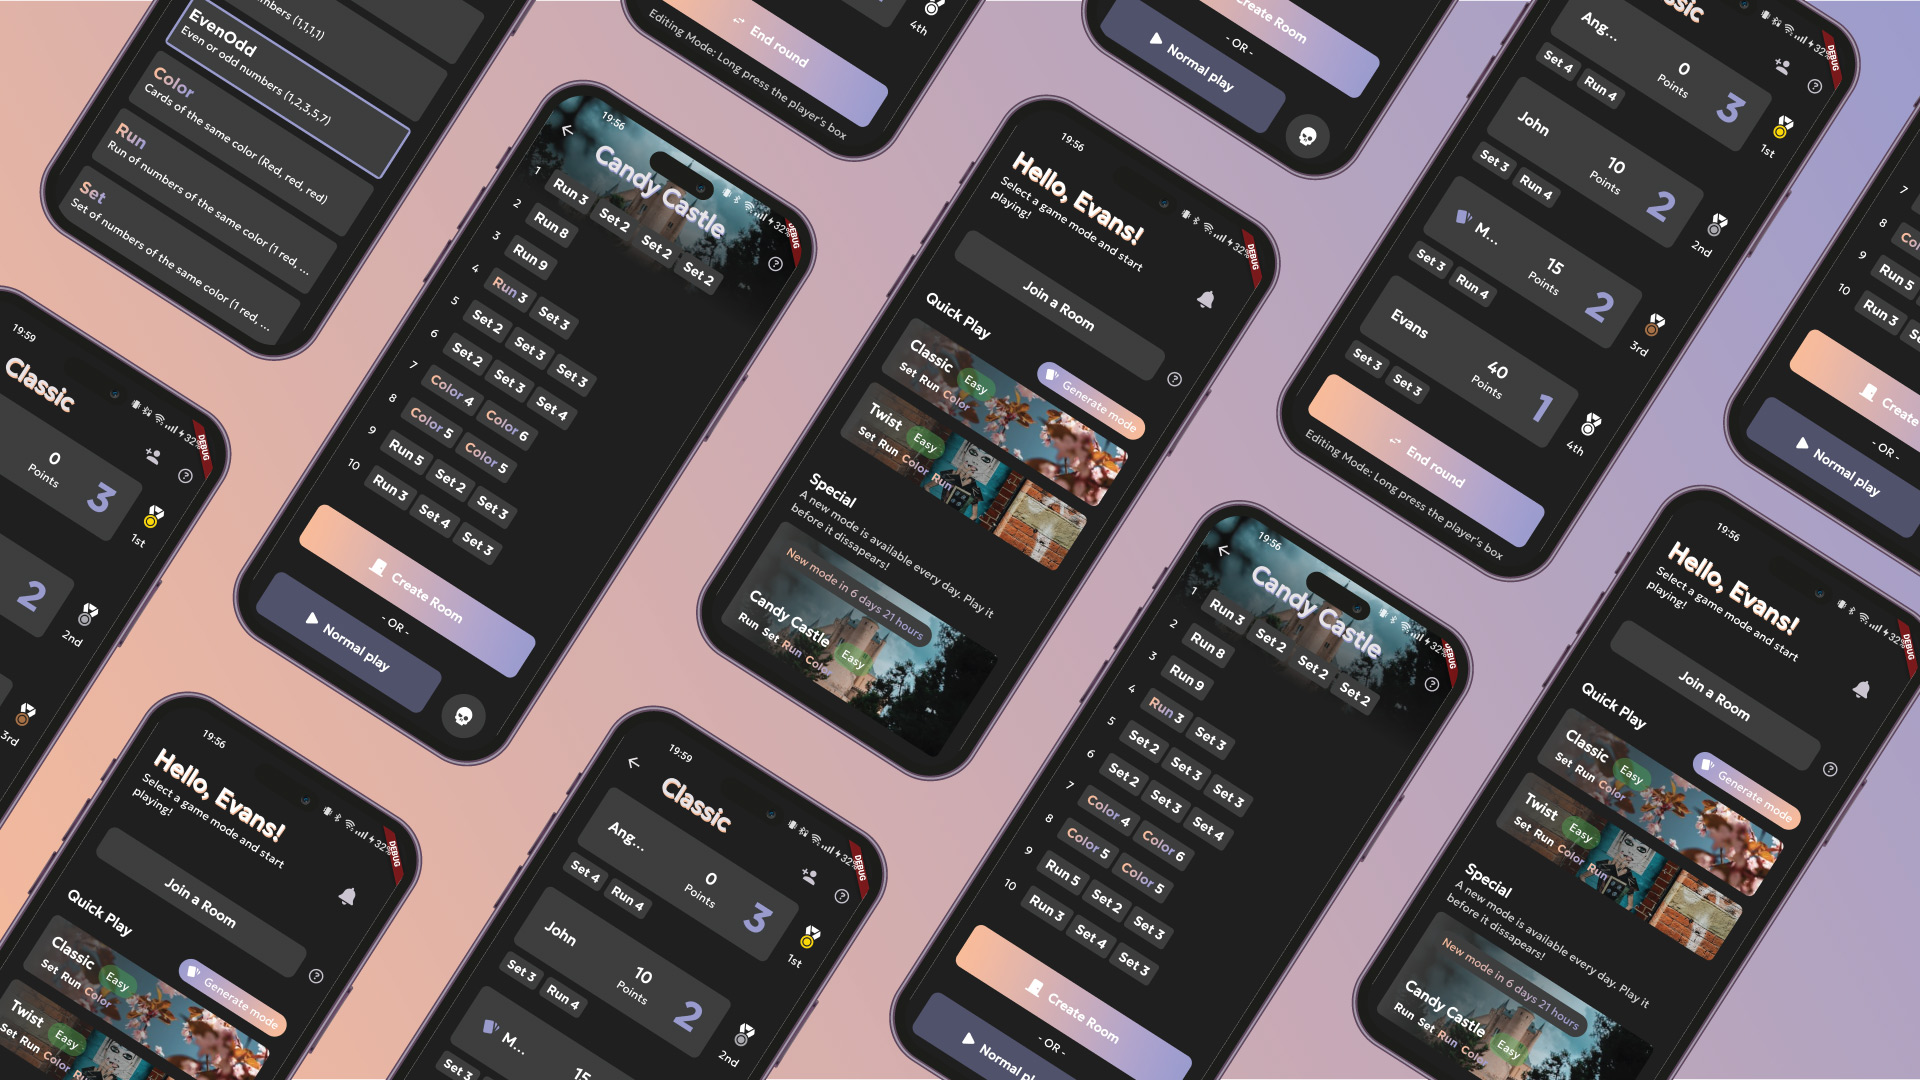 numbers (1,1,1,1)
EvenOdd
Even or odd numbers (1,2,3,5,7)
Color
Cards of the same color (Red, red, red)
Run
Run of numbers of the same color (1 red, ...
Set
Set of numbers of the same color (1 red, ...
4th
End round
Editing Mode: Long press the player's box
Create Room
- OR -
Normal play
Ang...
0
Points
3
Set 4
Run 4
1st
32%
DEBUG
John
10
Points
2
Set 3
Run 4
2nd
M...
15
Points
2
Set 3
Run 4
3rd
Evans
40
Points
1
Set 3
Set 3
4th
End round
Editing Mode: Long press the player's box
19:56
Candy Castle
32%
DEBUG
1
Run 3
Set 2
Set 2
Set 2
2
Run 8
3
Run 9
4
Run 3
Set 3
5
Set 2
Set 3
Set 3
6
Set 2
Set 3
Set 4
7
Color 4
Color 6
8
Color 5
Color 5
9
Run 5
Set 2
Set 3
10
Run 3
Set 4
Set 3
Create Room
- OR -
Normal play
19:56
32%
DEBUG
Hello, Evans!
Select a game mode and start
playing!
Join a Room
Quick Play
Generate mode
Classic
Easy
Set Run Color
Twist
Easy
Set Run Color Run
Special
A new mode is available every day. Play it
before it dissapears!
New mode in 6 days 21 hours
Candy Castle
Easy
Run Set Run Colo
7
8
9
Run 5
10
Run 3
Create
- OR -
Normal play
19:59
Classic
32%
DEBUG
0
Points
3
1st
2
2nd
3rd
19:56
32%
DEBUG
Hello, Evans!
Select a game mode and start
playing!
Join a Room
Quick Play
Generate mode
Classic
Easy
Set Run Color
Twist
Easy
Set Run Color
19:59
Classic
32%
DEBUG
Ang...
0
Points
3
Set 4
Run 4
1st
John
10
Points
2
Set 3
Run 4
2nd
M...
15
Set 3
19:56
Candy Castle
32%
DEBUG
1
Run 3
Set 2
Set 2
Set 2
2
Run 8
3
Run 9
4
Run 3
Set 3
5
Set 2
Set 3
Set 3
6
Set 2
Set 3
Set 4
7
Color 4
Color 6
8
Color 5
Color 5
9
Run 5
Set 2
Set 3
10
Run 3
Set 4
Set 3
Create Room
- OR -
Normal pl
19:56
32%
DEBUG
Hello, Evans!
Select a game mode and start
playing!
Join a Room
Quick Play
Generate mode
Classic
Easy
Set Run Color
Twist
Easy
Set Run Color Run
Special
A new mode is available every day. Play it
before it dissapears!
New mode in 6 days 21 hours
Candy Castle
Easy
Run Set Run Colo